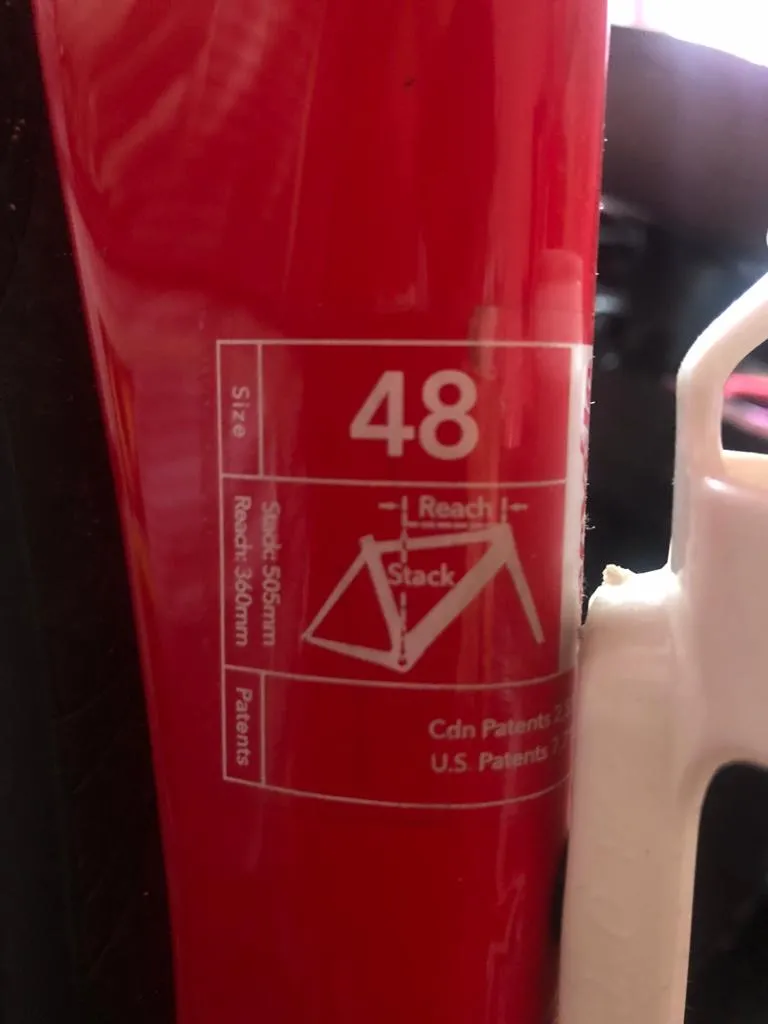 Size
48
Stack: 505mm
Reach: 360mm
Reach
Stack
Patents
Cdn Patents
U.S. Patents